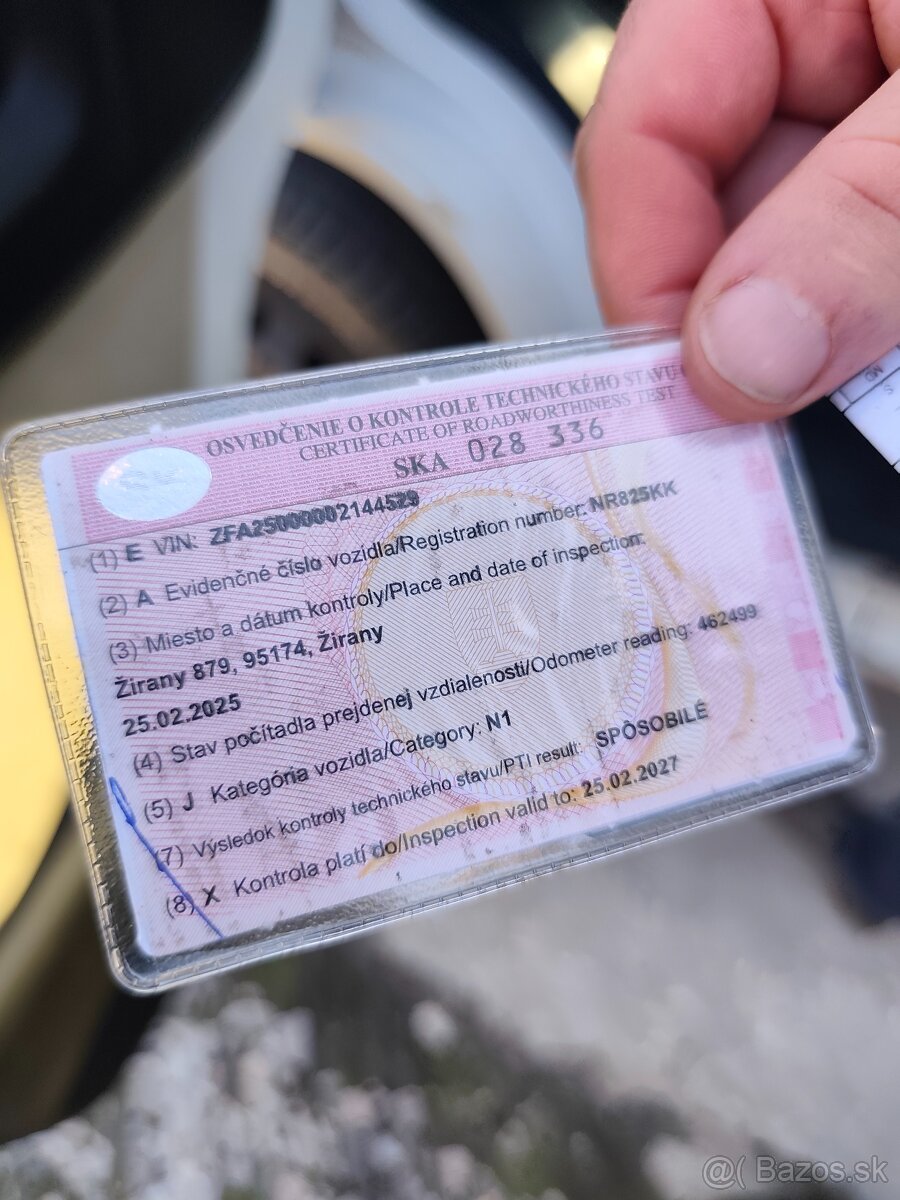 OSVEDČENIE O KONTROLE TECHNICKÉHO STAVU
CERTIFICATE OF ROADWORTHINESS TEST
SKA 028 336
(1) E VIN: ZFA25000002144529
(2) A Evidenčné číslo vozidla/Registration number: NR825KK
(3) Miesto a dátum kontroly/Place and date of inspection:
Žirany 879, 95174, Žirany
25.02.2025
(4) Stav počítadla prejdenej vzdialenosti/Odometer reading: 462499
(5) J Kategória vozidla/Category: N1
(7) Výsledok kontroly technického stavu/PTI result: SPÔSOBILÉ
(8) X Kontrola platí do/Inspection valid to: 25.02.2027
@( Bazos.sk